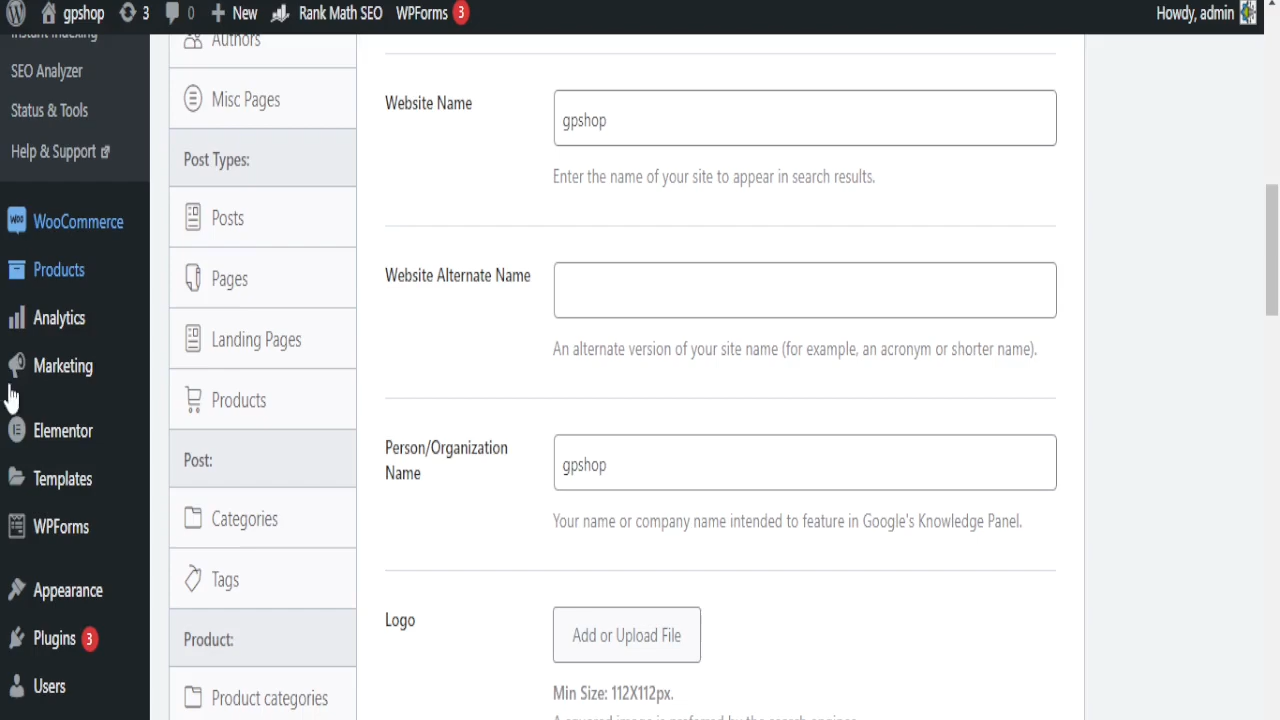 gpshop 3 0 New Rank Math SEO WPForms 3 Howdy, admin
Instant Indexing
SEO Analyzer
Status & Tools
Help & Support
WooCommerce
Products
Analytics
Marketing
Elementor
Templates
WPForms
Appearance
Plugins 3
Users
Authors
Misc Pages
Post Types:
Posts
Pages
Landing Pages
Products
Post:
Categories
Tags
Product:
Product categories
Website Name
gpshop
Enter the name of your site to appear in search results.
Website Alternate Name
An alternate version of your site name (for example, an acronym or shorter name).
Person/Organization
Name
gpshop
Your name or company name intended to feature in Google's Knowledge Panel.
Logo
Add or Upload File
Min Size: 112X112px.
A squared image is preferred by the search engines.